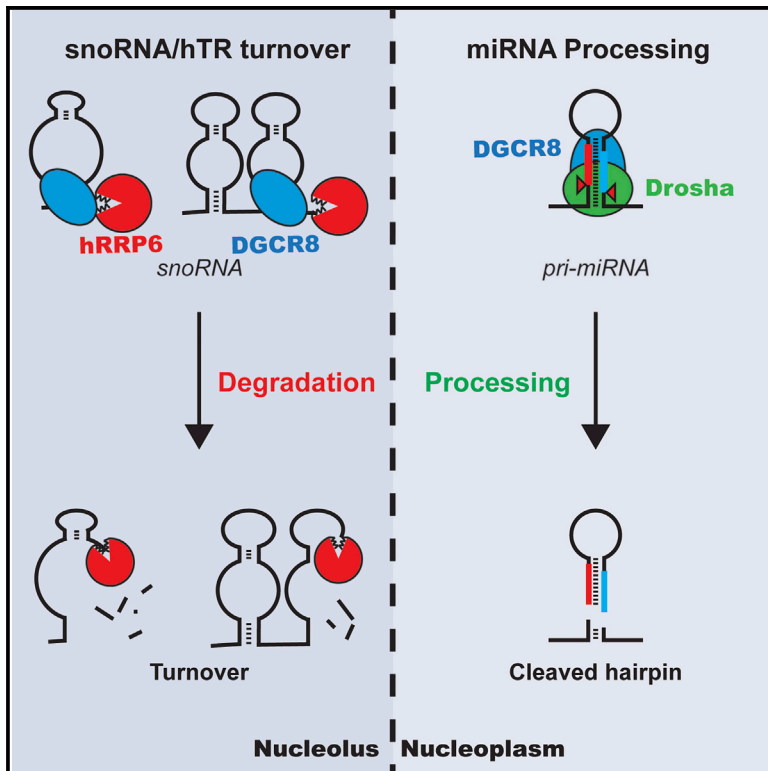 snoRNA/hTR turnover
hRRP6
DGCR8
snoRNA
Degradation
Turnover
Nucleolus
miRNA Processing
DGCR8
Drosha
pri-miRNA
Processing
Cleaved hairpin
Nucleoplasm